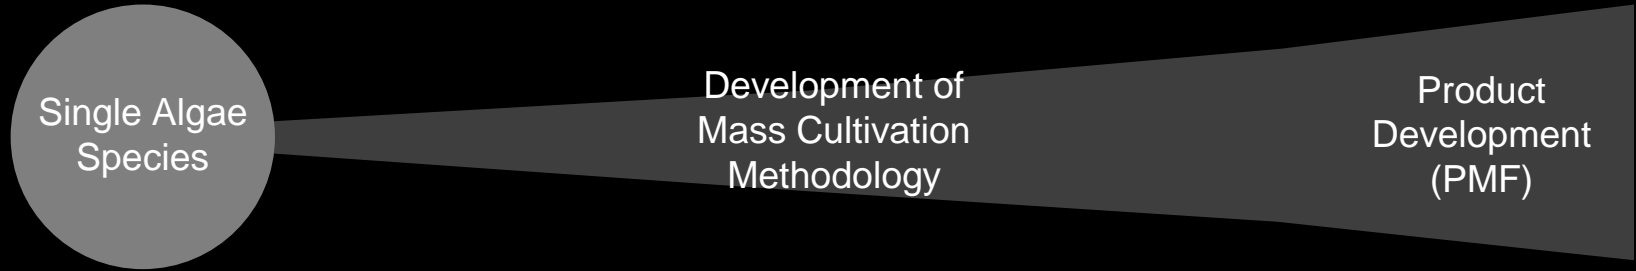 Single Algae
Species
Development of
Mass Cultivation
Methodology
Product
Development
(PMF)